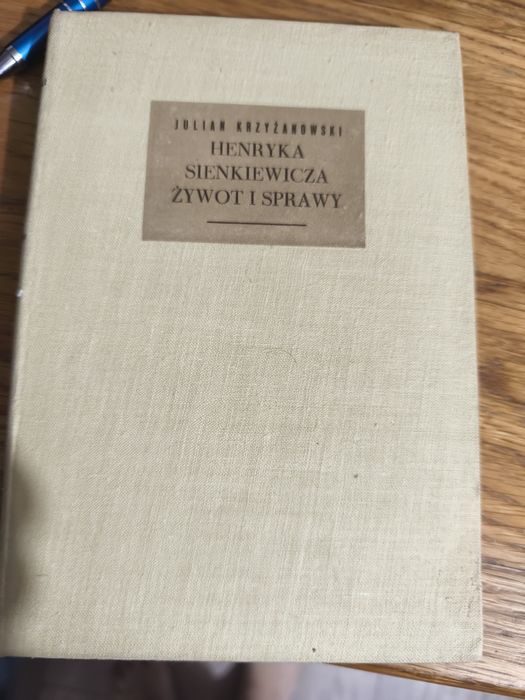 JULIAN KRZYŻANOWSKI
HENRYKA
SIENKIEWICZA
ŻYWOT I SPRAWY